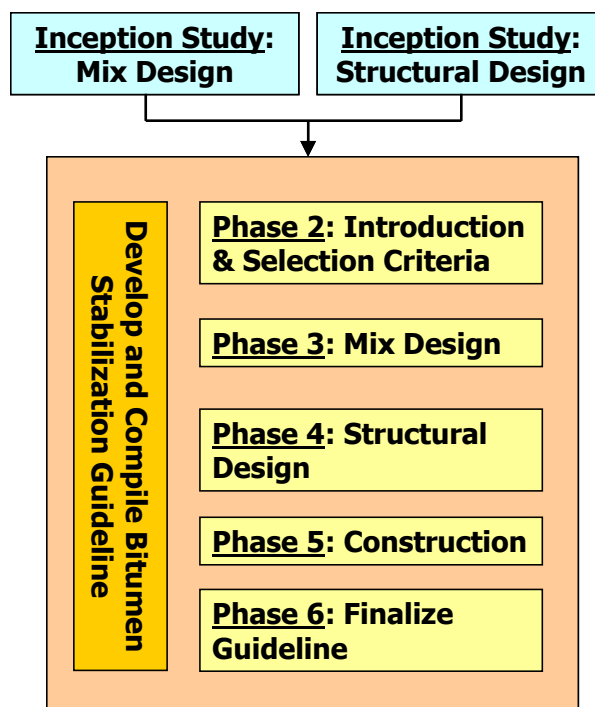 Inception Study:
Mix Design
Inception Study:
Structural Design
Develop and Compile Bitumen
Stabilization Guideline
Phase 2: Introduction
& Selection Criteria
Phase 3: Mix Design
Phase 4: Structural
Design
Phase 5: Construction
Phase 6: Finalize
Guideline